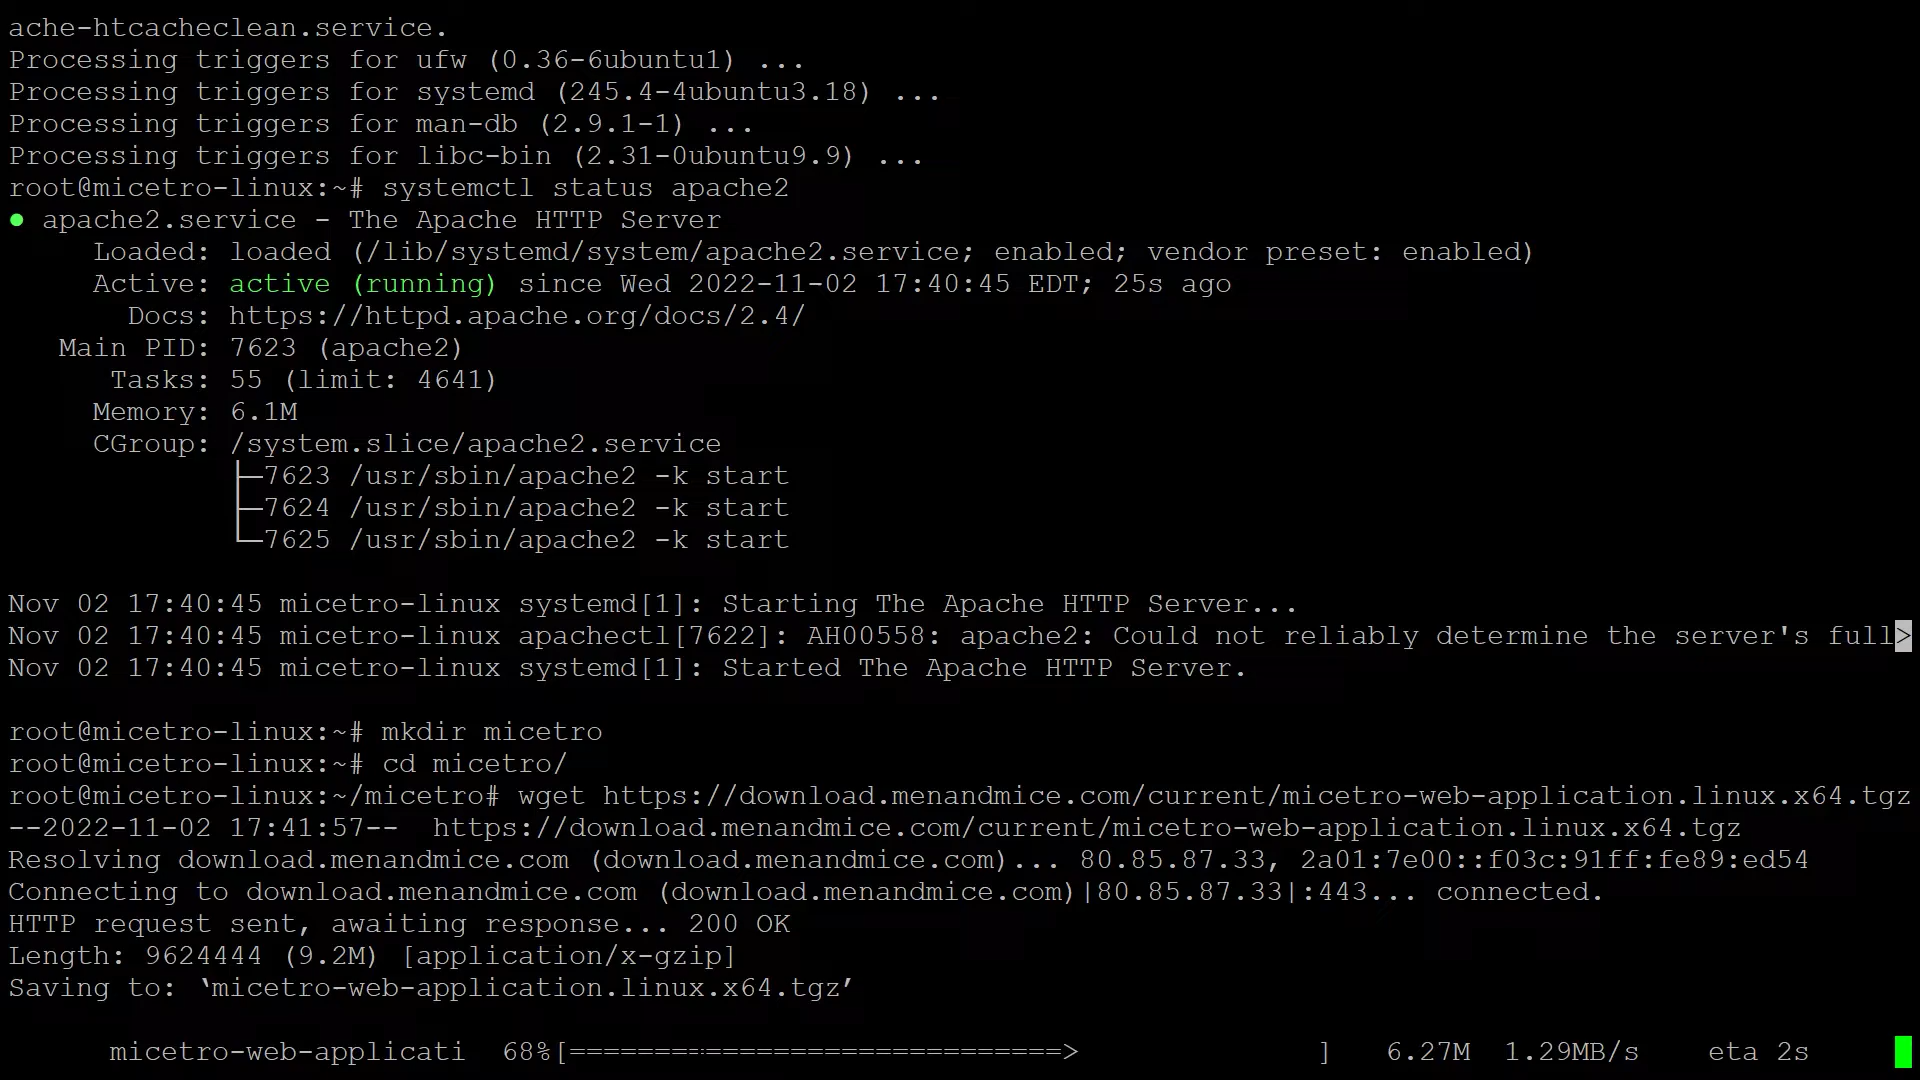 ache-htcacheclean.service.
Processing triggers for ufw (0.36-6ubuntu1) ...
Processing triggers for systemd (245.4-4ubuntu3.18) ...
Processing triggers for man-db (2.9.1-1) ...
Processing triggers for libc-bin (2.31-0ubuntu9.9) ...
root@micetro-linux:~# systemctl status apache2
● apache2.service - The Apache HTTP Server
     Loaded: loaded (/lib/systemd/system/apache2.service; enabled; vendor preset: enabled)
     Active: active (running) since Wed 2022-11-02 17:40:45 EDT; 25s ago
       Docs: https://httpd.apache.org/docs/2.4/
   Main PID: 7623 (apache2)
      Tasks: 55 (limit: 4641)
     Memory: 6.1M
     CGroup: /system.slice/apache2.service
             ├─7623 /usr/sbin/apache2 -k start
             ├─7624 /usr/sbin/apache2 -k start
             └─7625 /usr/sbin/apache2 -k start
Nov 02 17:40:45 micetro-linux systemd[1]: Starting The Apache HTTP Server...
Nov 02 17:40:45 micetro-linux apachectl[7622]: AH00558: apache2: Could not reliably determine the server's full>
Nov 02 17:40:45 micetro-linux systemd[1]: Started The Apache HTTP Server.
root@micetro-linux:~# mkdir micetro
root@micetro-linux:~# cd micetro/
root@micetro-linux:~/micetro# wget https://download.menandmice.com/current/micetro-web-application.linux.x64.tgz
--2022-11-02 17:41:57--  https://download.menandmice.com/current/micetro-web-application.linux.x64.tgz
Resolving download.menandmice.com (download.menandmice.com)... 80.85.87.33, 2a01:7e00::f03c:91ff:fe89:ed54
Connecting to download.menandmice.com (download.menandmice.com)|80.85.87.33|:443... connected.
HTTP request sent, awaiting response... 200 OK
Length: 9624444 (9.2M) [application/x-gzip]
Saving to: ‘micetro-web-application.linux.x64.tgz’
      micetro-web-applicati  68%[=============================>              ]   6.27M  1.29MB/s    eta 2s